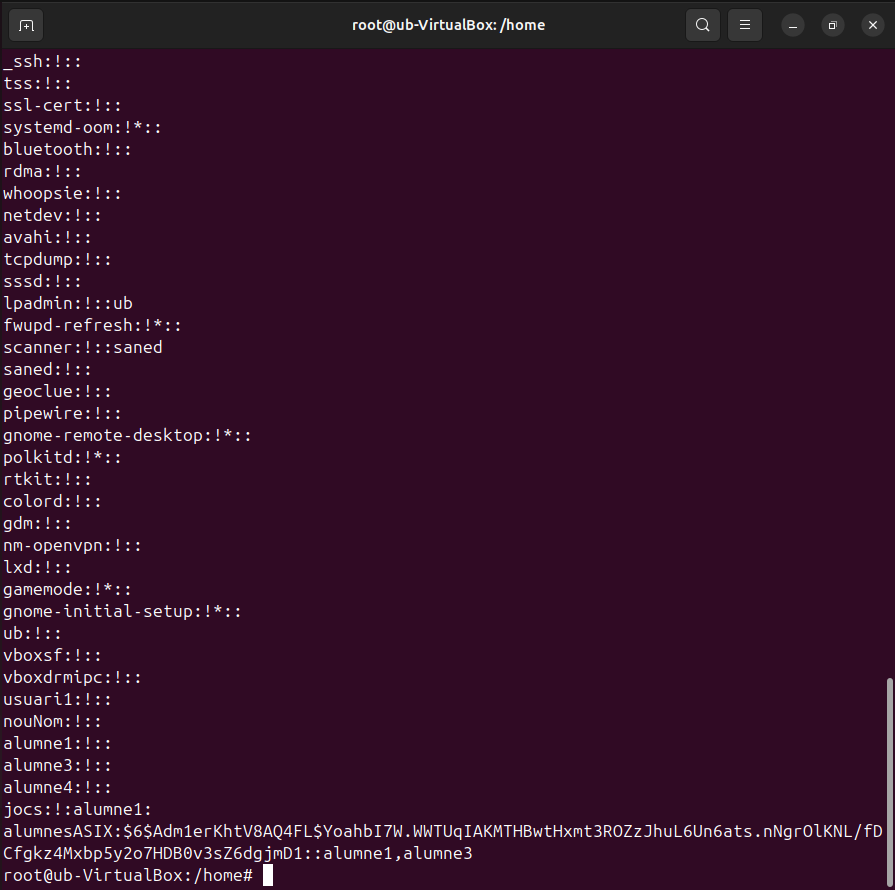 root@ub-VirtualBox: /home
_ssh:!::
tss:!::
ssl-cert:!::
systemd-oom:!*::
bluetooth:!::
rdma:!::
whoopsie:!::
netdev:!::
avahi:!::
tcpdump:!::
sssd:!::
lpadmin:!::ub
fwupd-refresh:!*::
scanner:!::saned
saned:!::
geoclue:!::
pipewire:!::
gnome-remote-desktop:!*::
polkitd:!*::
rtkit:!::
colord:!::
gdm:!::
nm-openvpn:!::
lxd:!::
gamemode:!*::
gnome-initial-setup:!*::
ub:!::
vboxsf:!::
vboxdrmipc:!::
usuari1:!::
nouNom:!::
alumne1:!::
alumne3:!::
alumne4:!::
jocs:!:alumne1:
alumnesASIX:$6$Adm1erKhtV8AQ4FL$YoahbI7W.WWTUqIAKMTHBwtHxmt3ROZzJhuL6Un6ats.nNgrOlKNL/fD
Cfgkz4Mxbp5y2o7HDB0v3sZ6dgjmD1::alumne1,alumne3
root@ub-VirtualBox:/home#